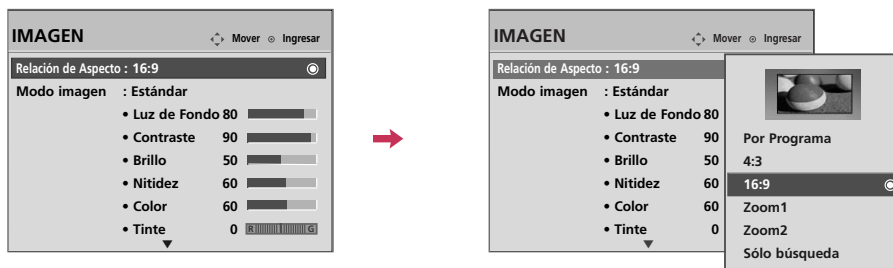 IMAGEN Mover Ingresar
Relación de Aspecto : 16:9
Modo imagen : Estándar
• Luz de Fondo 80
• Contraste 90
• Brillo 50
• Nitidez 60
• Color 60
• Tinte 0 R G
IMAGEN Mover Ingresar
Relación de Aspecto : 16:9
Modo imagen : Estándar
• Luz de Fondo 80
• Contraste 90
• Brillo 50
• Nitidez 60
• Color 60
• Tinte 0
Por Programa
4:3
16:9
Zoom1
Zoom2
Sólo búsqueda